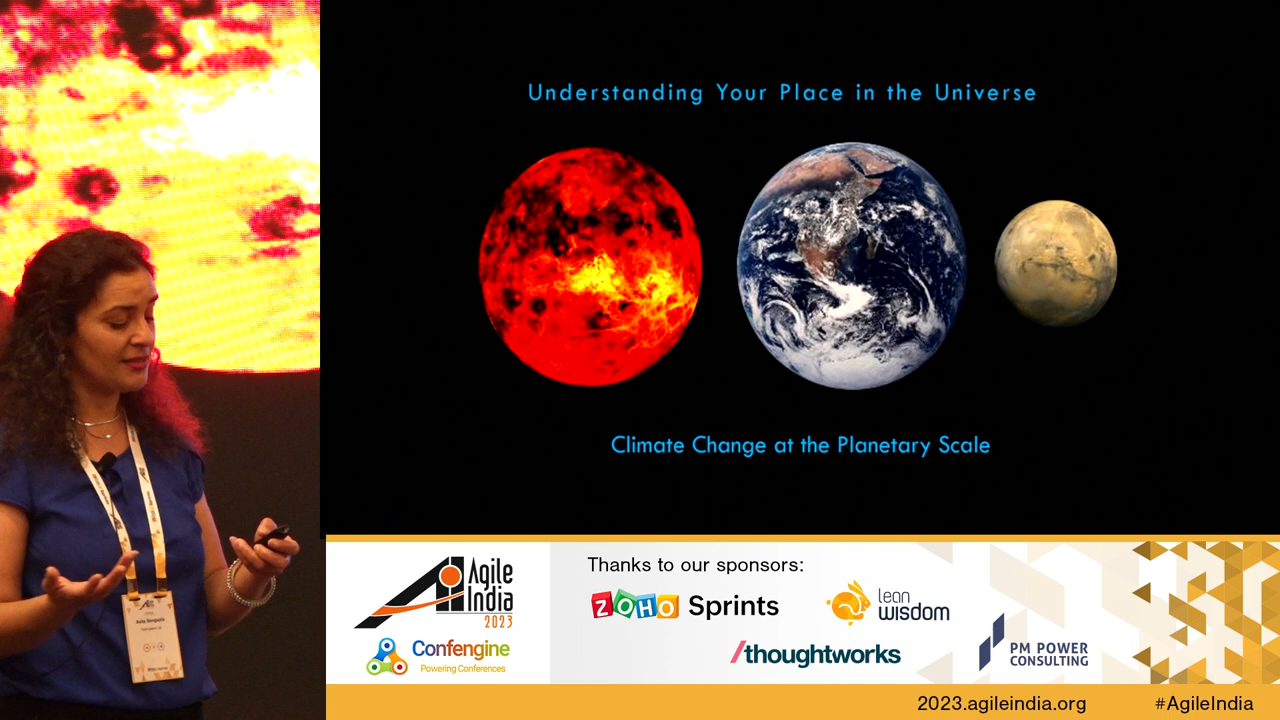 Understanding Your Place in the Universe
Climate Change at the Planetary Scale
Agile
India
2023
Confengine
Powering Conferences
Thanks to our sponsors:
ZOHO Sprints
lean
wisdom
/thoughtworks
PM POWER
CONSULTING
2023.agileindia.org
#AgileIndia